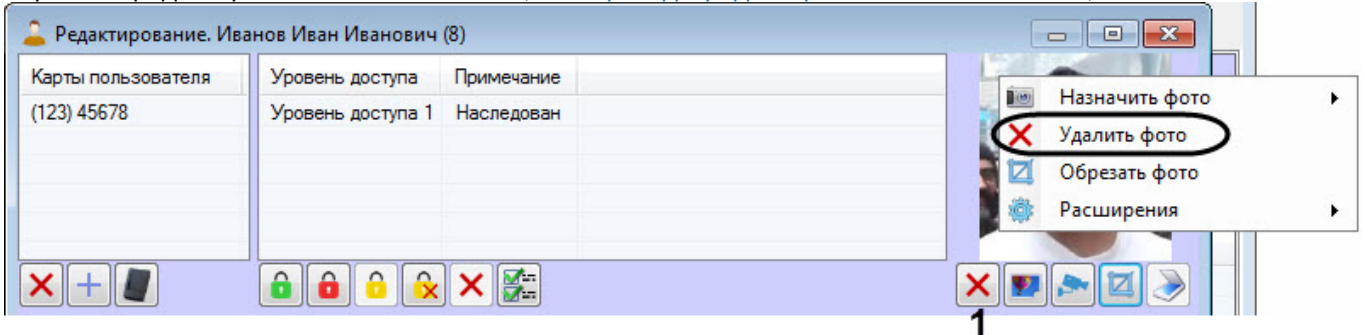 Редактирование. Иванов Иван Иванович (8)
Карты пользователя
(123) 45678
Уровень доступа Примечание
Уровень доступа 1 Наследован
Назначить фото
Удалить фото
Обрезать фото
Расширения
1